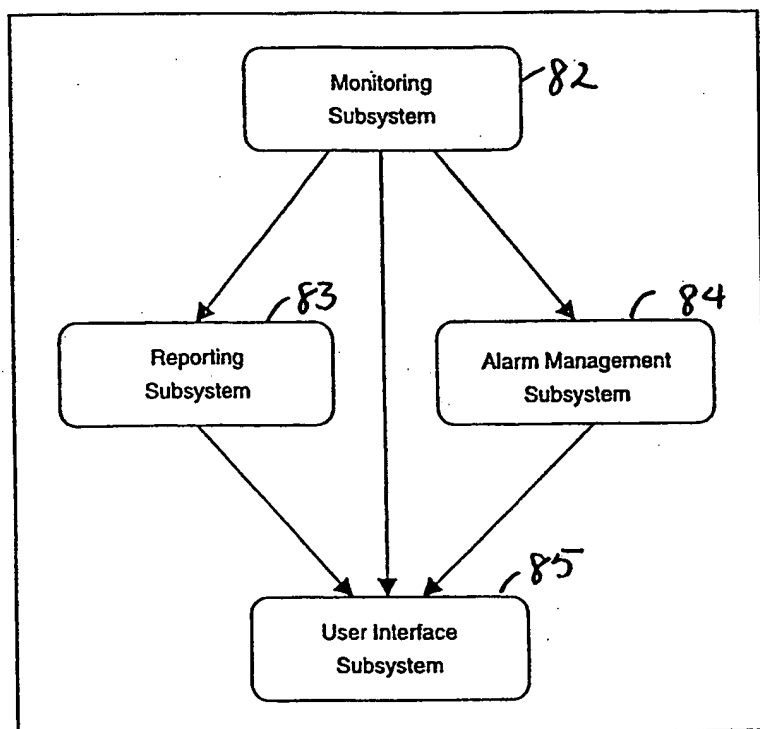 Monitoring
Subsystem
82
83
84
Reporting
Subsystem
Alarm Management
Subsystem
85
User Interface
Subsystem